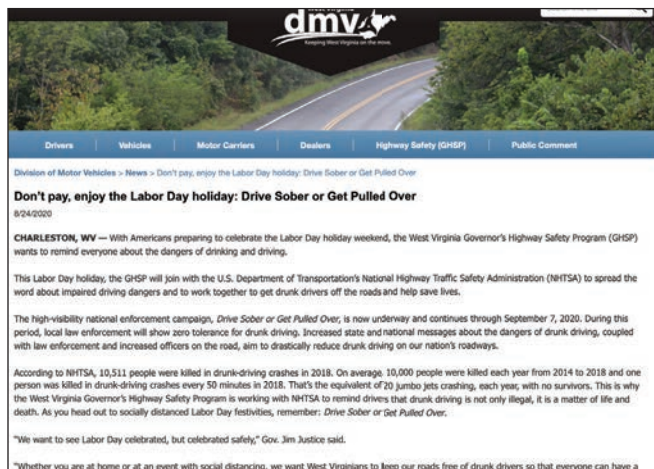 dmv
Keeping West Virginia on the move.
Drivers Vehicles Motor Carriers Dealers Highway Safety (GHSP) Public Comment
Division of Motor Vehicles > News > Don't pay, enjoy the Labor Day holiday: Drive Sober or Get Pulled Over
Don't pay, enjoy the Labor Day holiday: Drive Sober or Get Pulled Over
8/24/2020
CHARLESTON, WV — With Americans preparing to celebrate the Labor Day holiday weekend, the West Virginia Governor's Highway Safety Program (GHSP)
wants to remind everyone about the dangers of drinking and driving.
This Labor Day holiday, the GHSP will join with the U.S. Department of Transportation's National Highway Traffic Safety Administration (NHTSA) to spread the
word about impaired driving dangers and to work together to get drunk drivers off the roads and help save lives.
The high-visibility national enforcement campaign, Drive Sober or Get Pulled Over, is now underway and continues through September 7, 2020. During this
period, local law enforcement will show zero tolerance for drunk driving. Increased state and national messages about the dangers of drunk driving, coupled
with law enforcement and increased officers on the road, aim to drastically reduce drunk driving on our nation's roadways.
According to NHTSA, 10,511 people were killed in drunk-driving crashes in 2018. On average, 10,000 people were killed each year from 2014 to 2018 and one
person was killed in drunk-driving crashes every 50 minutes in 2018. That's the equivalent of 20 jumbo jets crashing, each year, with no survivors. This is why
the West Virginia Governor's Highway Safety Program is working with NHTSA to remind drivers that drunk driving is not only illegal, it is a matter of life and
death. As you head out to socially distanced Labor Day festivities, remember: Drive Sober or Get Pulled Over.
"We want to see Labor Day celebrated, but celebrated safely," Gov. Jim Justice said.
"Whether you are at home or at an event with social distancing, we want West Virginians to keep our roads free of drunk drivers so that everyone can have a